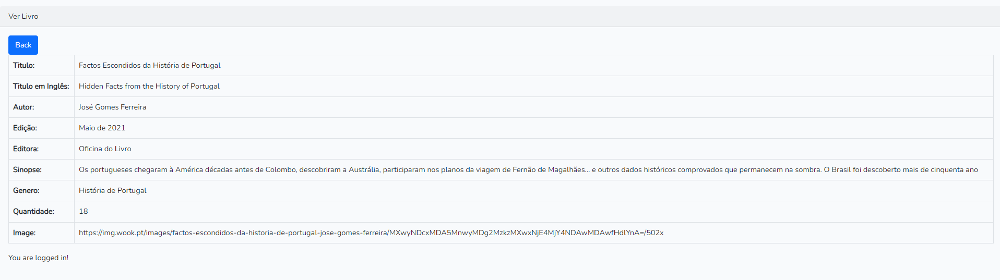 Ver Livro
Back
Titulo: Factos Escondidos da História de Portugal
Titulo em Inglês: Hidden Facts from the History of Portugal
Autor: José Gomes Ferreira
Edição: Maio de 2021
Editora: Oficina do Livro
Sinopse: Os portugueses chegaram à América décadas antes de Colombo, descobriram a Austrália, participaram nos planos da viagem de Fernão de Magalhães... e outros dados históricos comprovados que permanecem na sombra. O Brasil foi descoberto mais de cinquenta ano
Genero: História de Portugal
Quantidade: 18
Image: https://img.wook.pt/images/factos-escondidos-da-historia-de-portugal-jose-gomes-ferreira/MXwyNDcxMDA5MnwyMDg2MzkzMXwxNjE4MjY4NDAwMDAwfHdlYnA=/502x
You are logged in!